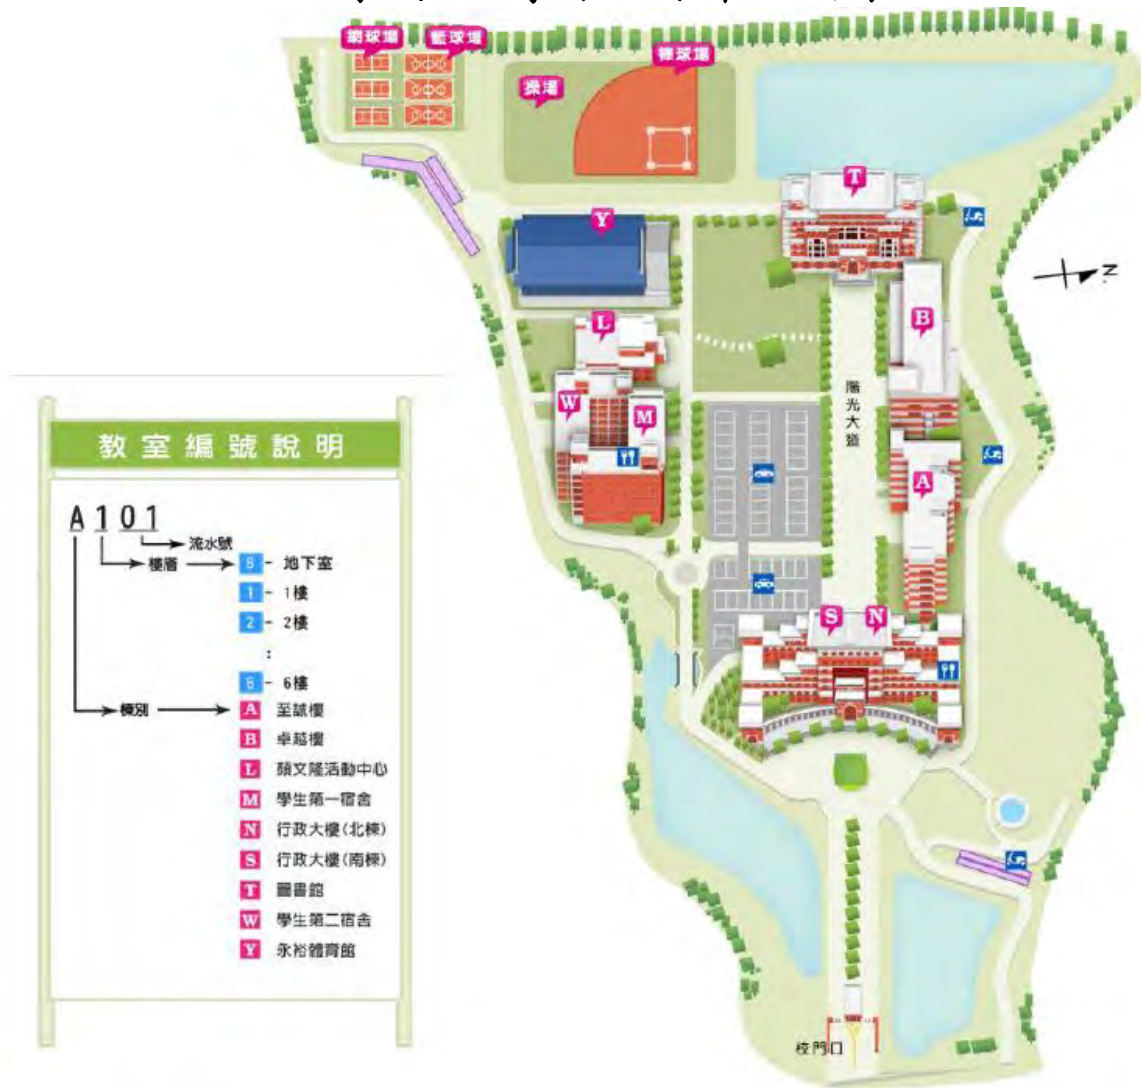 網球場
籃球場
操場
棒球場
T
Y
N
L
B
W
M
陽光大道
A
S
N
校門口
教室編號說明
A101
流水號
樓層
B - 地下室
1 - 1樓
2 - 2樓
:
6 - 6樓
棟別
A 至誠樓
B 卓越樓
L 顏文隆活動中心
M 學生第一宿舍
N 行政大樓(北棟)
S 行政大樓(南棟)
T 圖書館
W 學生第二宿舍
Y 永裕體育館